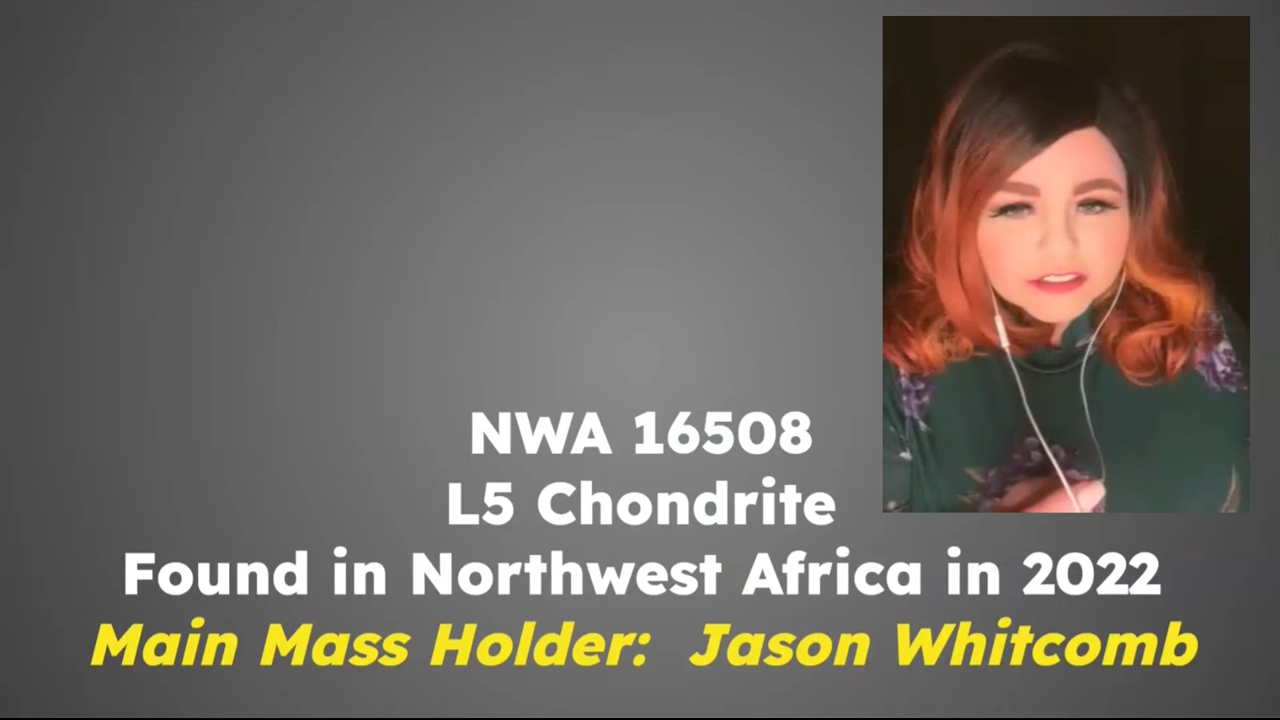 NWA 16508
L5 Chondrite
Found in Northwest Africa in 2022
Main Mass Holder: Jason Whitcomb